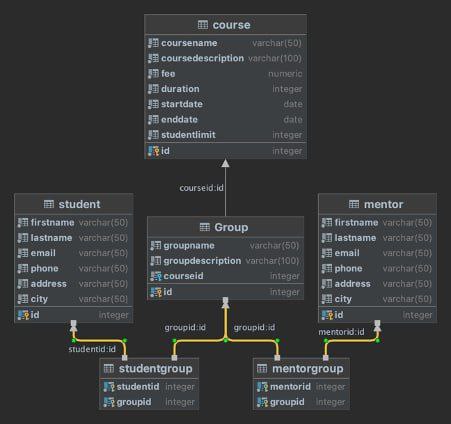 course
coursename varchar(50)
coursedescription varchar(100)
fee numeric
duration integer
startdate date
enddate date
studentlimit integer
id integer
courseid:id
student
firstname varchar(50)
lastname varchar(50)
email varchar(50)
phone varchar(50)
address varchar(50)
city varchar(50)
id integer
Group
groupname varchar(50)
groupdescription varchar(100)
courseid integer
id integer
mentor
firstname varchar(50)
lastname varchar(50)
email varchar(50)
phone varchar(50)
address varchar(50)
city varchar(50)
id integer
studentid:id
groupid:id
groupid:id
mentorid:id
studentgroup
studentid integer
groupid integer
mentorgroup
mentorid integer
groupid integer